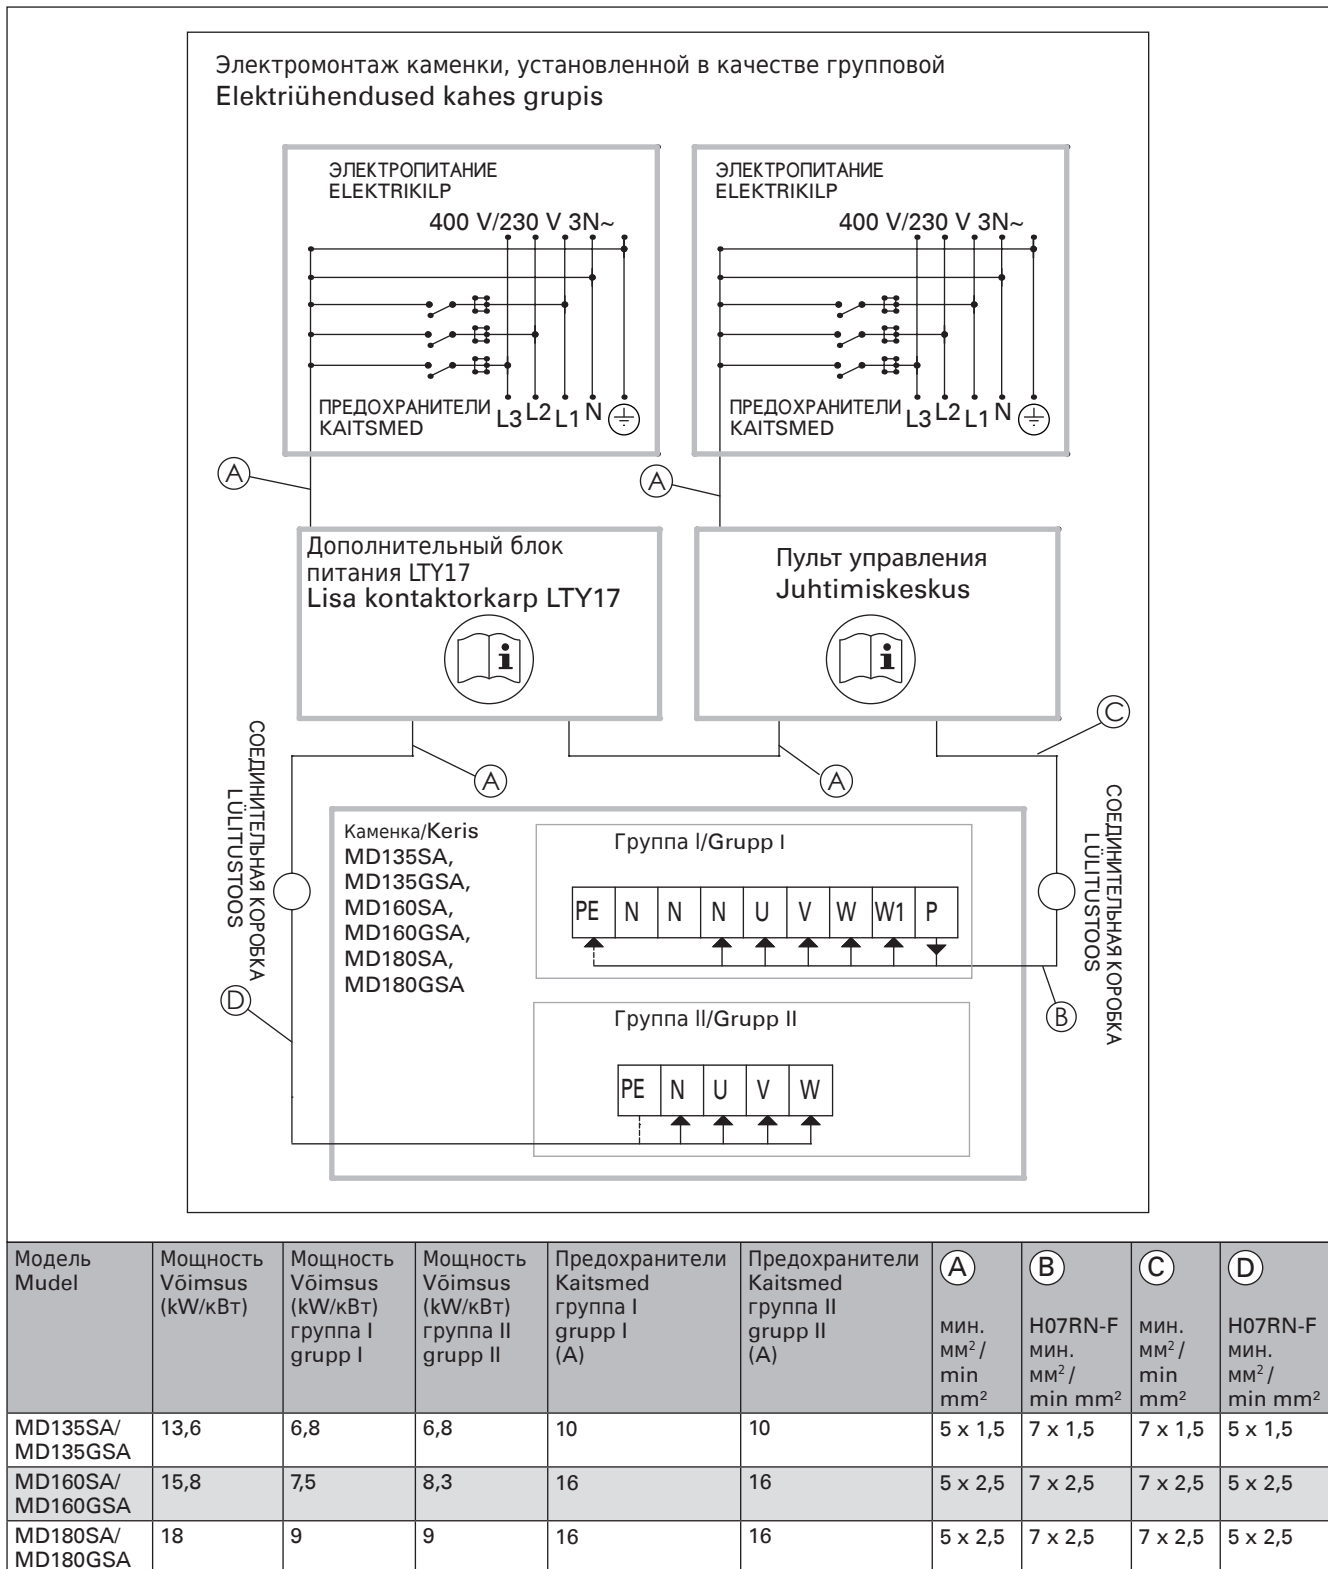 Электромонтаж каменки, установленной в качестве групповой
Elektriühendused kahes grupis
ЭЛЕКТРОПИТАНИЕ
ELEKTRIKILP
400 V/230 V 3N~
ПРЕДОХРАНИТЕЛИ
KAITSMED
L3 L2 L1 N
ЭЛЕКТРОПИТАНИЕ
ELEKTRIKILP
400 V/230 V 3N~
ПРЕДОХРАНИТЕЛИ
KAITSMED
L3 L2 L1 N
A
A
Дополнительный блок
питания LTY17
Lisa kontaktorkarp LTY17
i
Пульт управления
Juhtimiskeskus
i
C
A
A
СОЕДИНИТЕЛЬНАЯ КОРОБКА
LÜLITUSTOOS
СОЕДИНИТЕЛЬНАЯ КОРОБКА
LÜLITUSTOOS
Каменка/Keris
MD135SA,
MD135GSA,
MD160SA,
MD160GSA,
MD180SA,
MD180GSA
Группа I/Grupp I
PE N N N U V W W1 P
D
B
Группа II/Grupp II
PE N U V W
Модель
Mudel
Мощность
Võimsus
(kW/кВт)
Мощность
Võimsus
(kW/кВт)
группа I
grupp I
Мощность
Võimsus
(kW/кВт)
группа II
grupp II
Предохранители
Kaitsmed
группа I
grupp I
(A)
Предохранители
Kaitsmed
группа II
grupp II
(A)
A
мин.
мм²/
min
mm²
B
H07RN-F
мин.
мм²/
min mm²
C
мин.
мм²/
min
mm²
D
H07RN-F
мин.
мм²/
min mm²
MD135SA/
MD135GSA
13,6 6,8 6,8 10 10 5 x 1,5 7 x 1,5 7 x 1,5 5 x 1,5
MD160SA/
MD160GSA
15,8 7,5 8,3 16 16 5 x 2,5 7 x 2,5 7 x 2,5 5 x 2,5
MD180SA/
MD180GSA
18 9 9 16 16 5 x 2,5 7 x 2,5 7 x 2,5 5 x 2,5